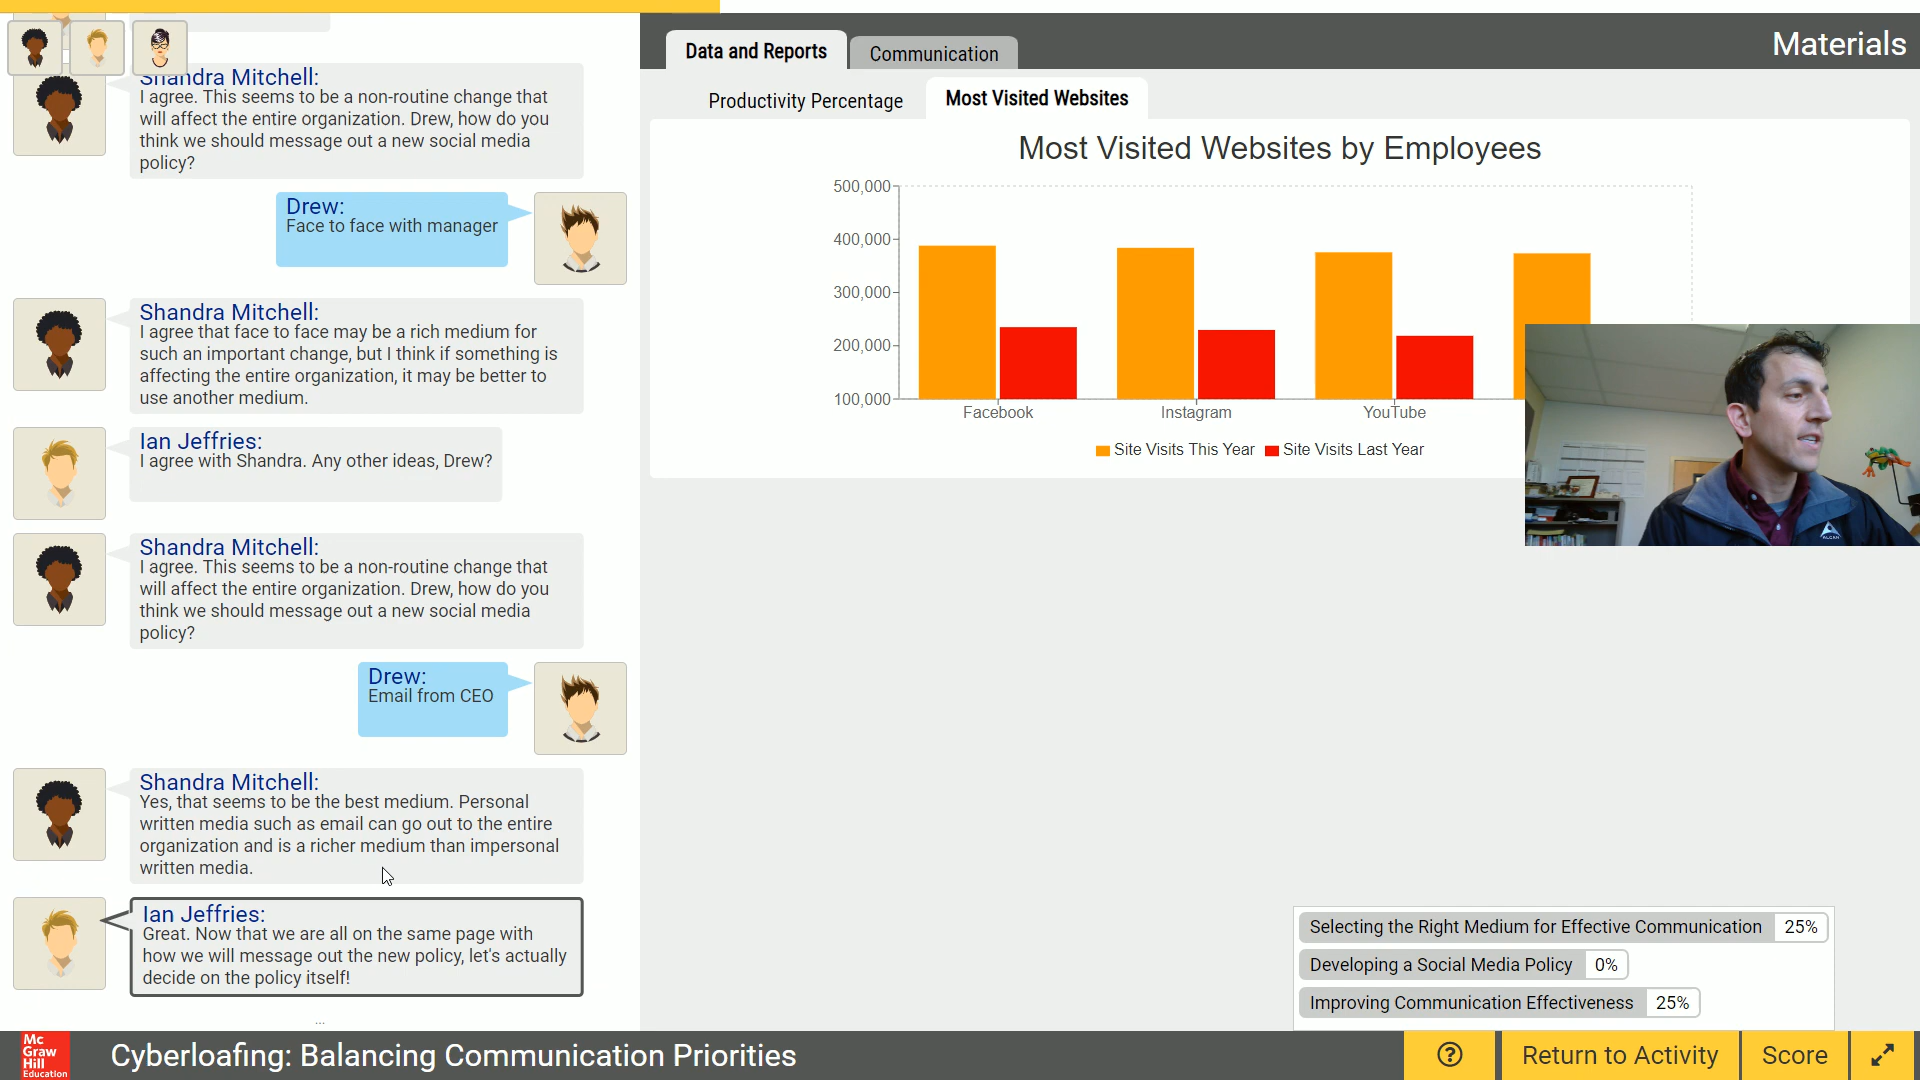 Shandra Mitchell:
I agree. This seems to be a non-routine change that
will affect the entire organization. Drew, how do you
think we should message out a new social media
policy?
Drew:
Face to face with manager
Shandra Mitchell:
I agree that face to face may be a rich medium for
such an important change, but I think if something is
affecting the entire organization, it may be better to
use another medium.
Ian Jeffries:
I agree with Shandra. Any other ideas, Drew?
Shandra Mitchell:
I agree. This seems to be a non-routine change that
will affect the entire organization. Drew, how do you
think we should message out a new social media
policy?
Drew:
Email from CEO
Shandra Mitchell:
Yes, that seems to be the best medium. Personal
written media such as email can go out to the entire
organization and is a richer medium than impersonal
written media.
Ian Jeffries:
Great. Now that we are all on the same page with
how we will message out the new policy, let's actually
decide on the policy itself!
...
Materials
Data and Reports
Communication
Productivity Percentage
Most Visited Websites
Most Visited Websites by Employees
500,000
400,000
300,000
200,000
100,000
Facebook
Instagram
YouTube
Site Visits This Year
Site Visits Last Year
ALCAN
Selecting the Right Medium for Effective Communication 25%
Developing a Social Media Policy 0%
Improving Communication Effectiveness 25%
Mc
Graw
Hill
Education
Cyberloafing: Balancing Communication Priorities
?
Return to Activity
Score